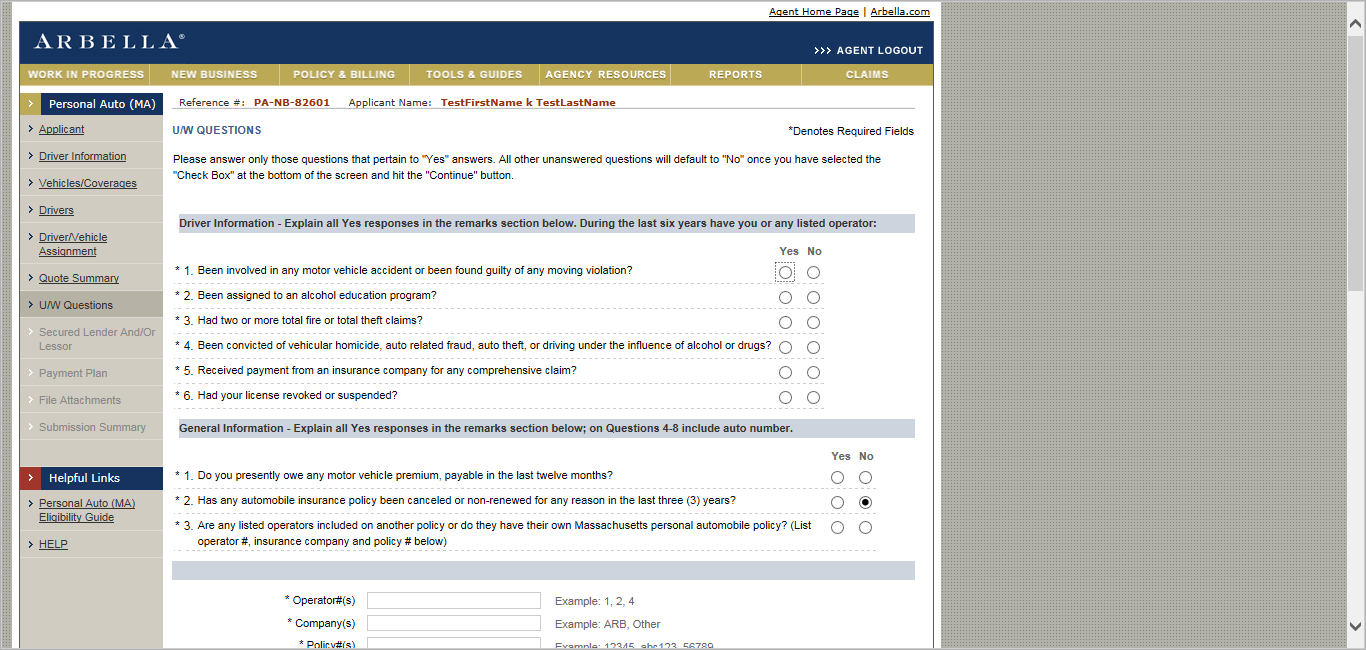 Agent Home Page | Arbella.com
ARBELLA®
>>> AGENT LOGOUT
WORK IN PROGRESS NEW BUSINESS POLICY & BILLING TOOLS & GUIDES AGENCY RESOURCES REPORTS CLAIMS
Personal Auto (MA)
Applicant
Driver Information
Vehicles/Coverages
Drivers
Driver/Vehicle
Assignment
Quote Summary
U/W Questions
Secured Lender And/Or
Lessor
Payment Plan
File Attachments
Submission Summary
Helpful Links
Personal Auto (MA)
Eligibility Guide
HELP
Reference #: PA-NB-82601 Applicant Name: TestFirstName k TestLastName
U/W QUESTIONS
*Denotes Required Fields
Please answer only those questions that pertain to "Yes" answers. All other unanswered questions will default to "No" once you have selected the
"Check Box" at the bottom of the screen and hit the "Continue" button.
Driver Information - Explain all Yes responses in the remarks section below. During the last six years have you or any listed operator:
Yes No
* 1. Been involved in any motor vehicle accident or been found guilty of any moving violation?
* 2. Been assigned to an alcohol education program?
* 3. Had two or more total fire or total theft claims?
* 4. Been convicted of vehicular homicide, auto related fraud, auto theft, or driving under the influence of alcohol or drugs?
* 5. Received payment from an insurance company for any comprehensive claim?
* 6. Had your license revoked or suspended?
General Information - Explain all Yes responses in the remarks section below; on Questions 4-8 include auto number.
Yes No
* 1. Do you presently owe any motor vehicle premium, payable in the last twelve months?
* 2. Has any automobile insurance policy been canceled or non-renewed for any reason in the last three (3) years?
* 3. Are any listed operators included on another policy or do they have their own Massachusetts personal automobile policy? (List
operator #, insurance company and policy # below)
* Operator#(s) Example: 1, 2, 4
* Company(s) Example: ARB, Other
* Policy#(s) Example: 12345, abc123, 56789